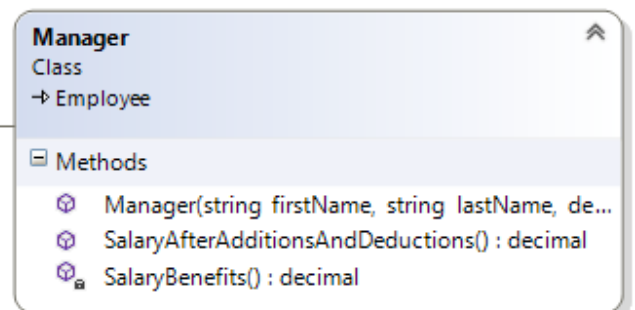 Manager
Class
Employee
Methods
Manager(string firstName, string lastName, de...
SalaryAfterAdditionsAndDeductions() : decimal
SalaryBenefits() : decimal